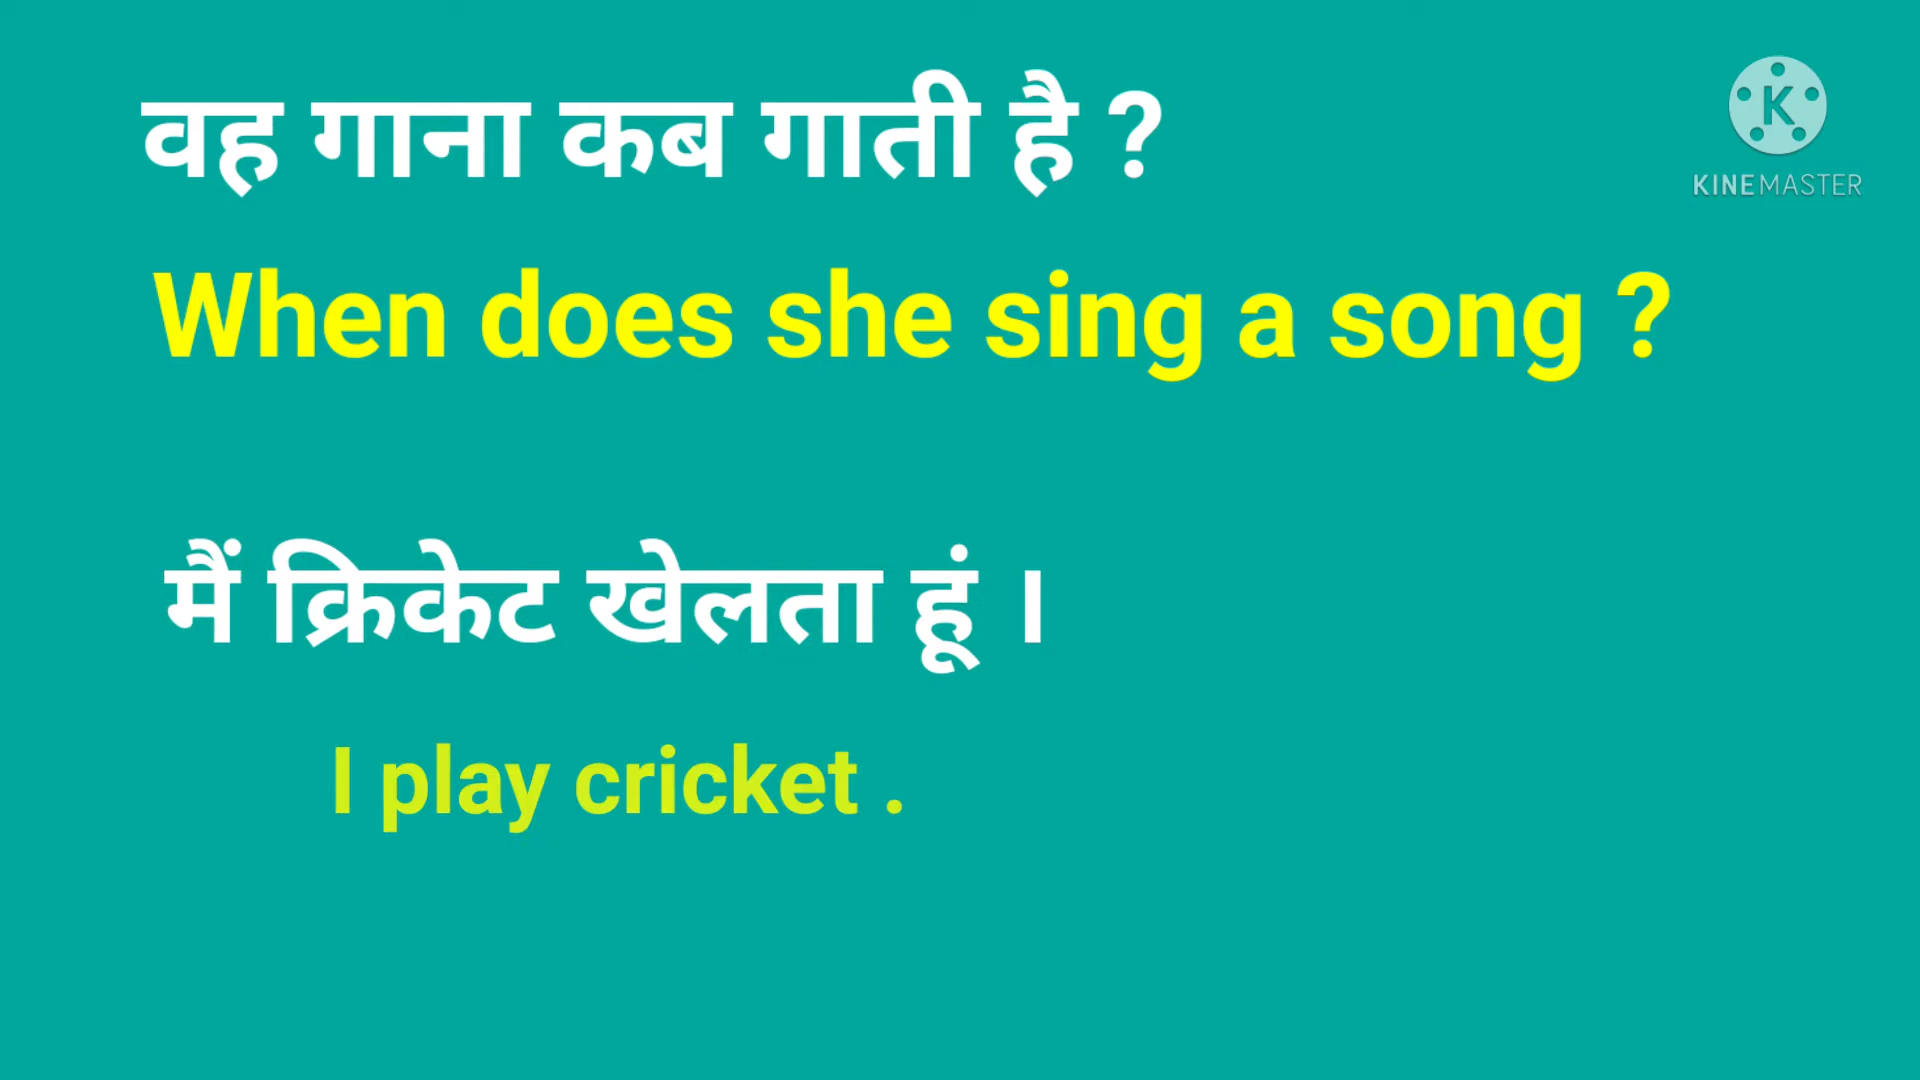 वह गाना कब गाती है ?
K
KINEMASTER
When does she sing a song ?
मैं क्रिकेट खेलता हूं ।
I play cricket .